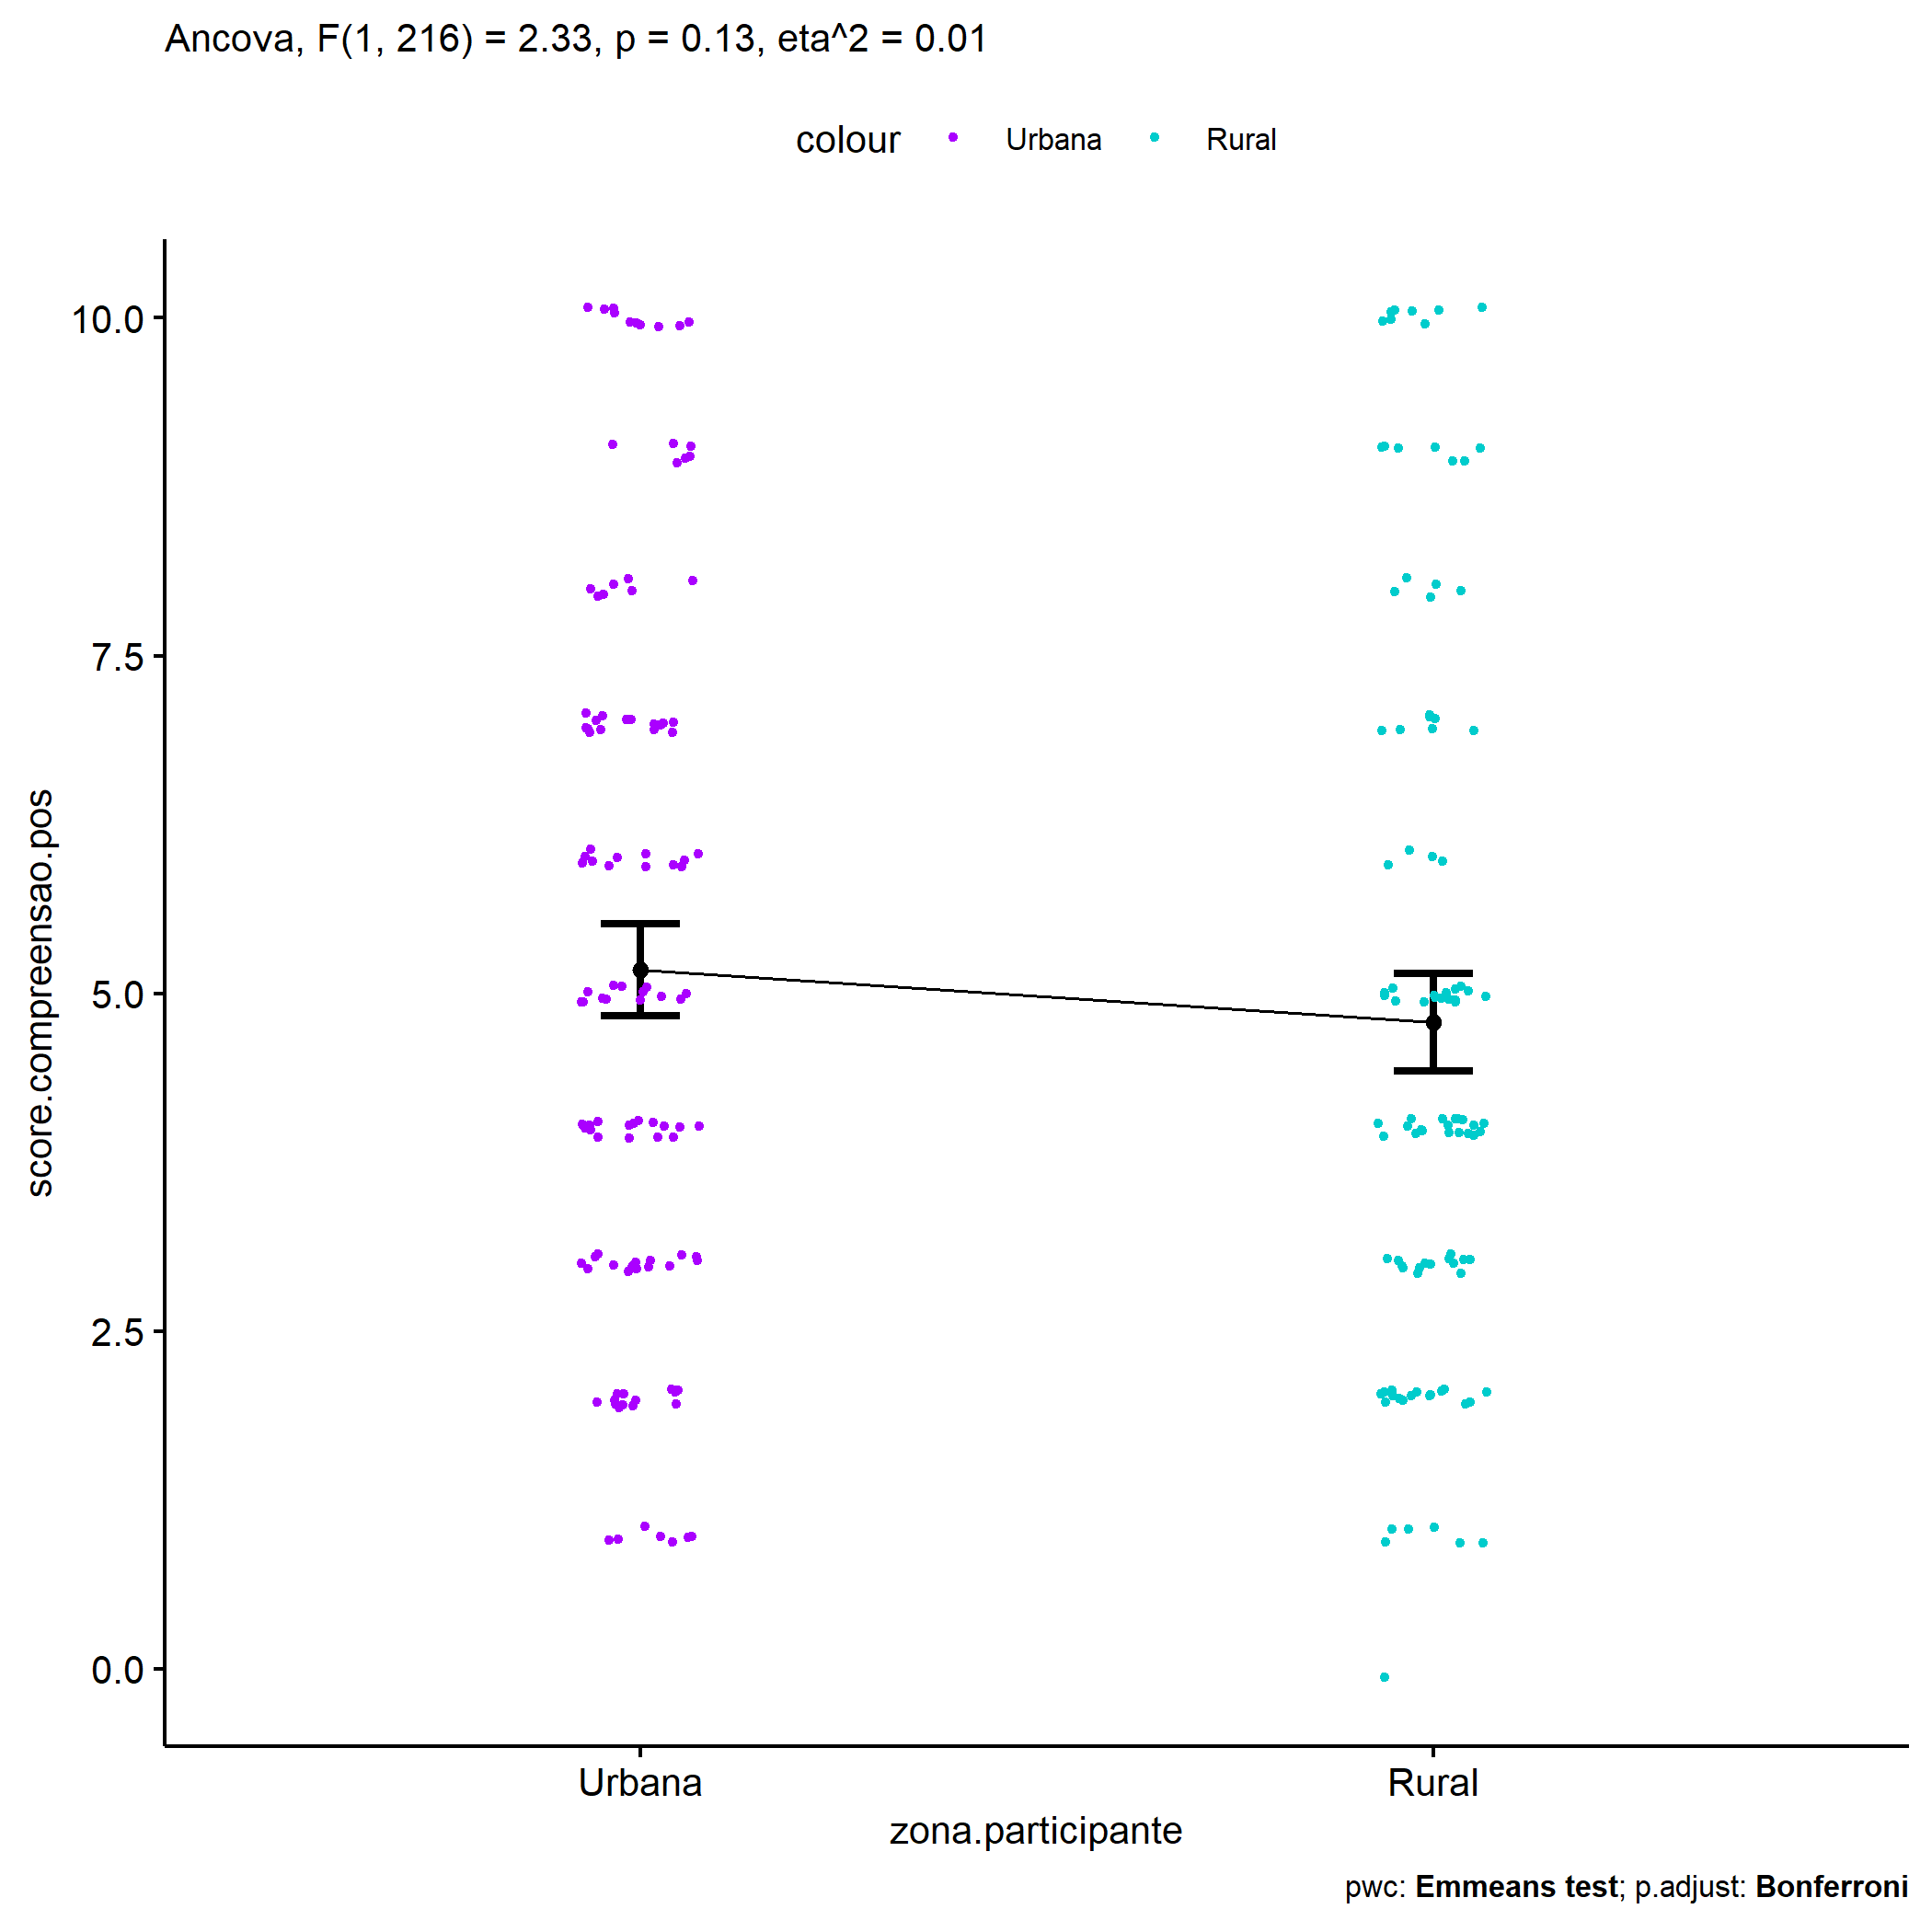 Ancova, F(1, 216) = 2.33, p = 0.13, eta^2 = 0.01
colour Urbana Rural
10.0
7.5
5.0
2.5
0.0
score.compreensao.pos
Urbana Rural
zona.participante
pwc: Emmeans test; p.adjust: Bonferroni